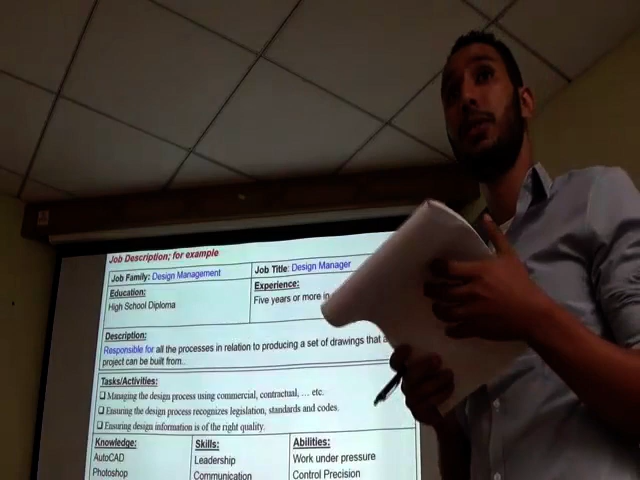 Job Description; for example
Job Family: Design Management Job Title: Design Manager
Education: Experience:
High School Diploma Five years or more in
Description:
Responsible for all the processes in relation to producing a set of drawings that a
project can be built from..
Tasks/Activities:
❑ Managing the design process using commercial, contractual, … etc.
❑ Ensuring the design process recognizes legislation, standards and codes.
❑ Ensuring design information is of the right quality.
Knowledge: Skills: Abilities:
AutoCAD Leadership Work under pressure
Photoshop Communication Control Precision